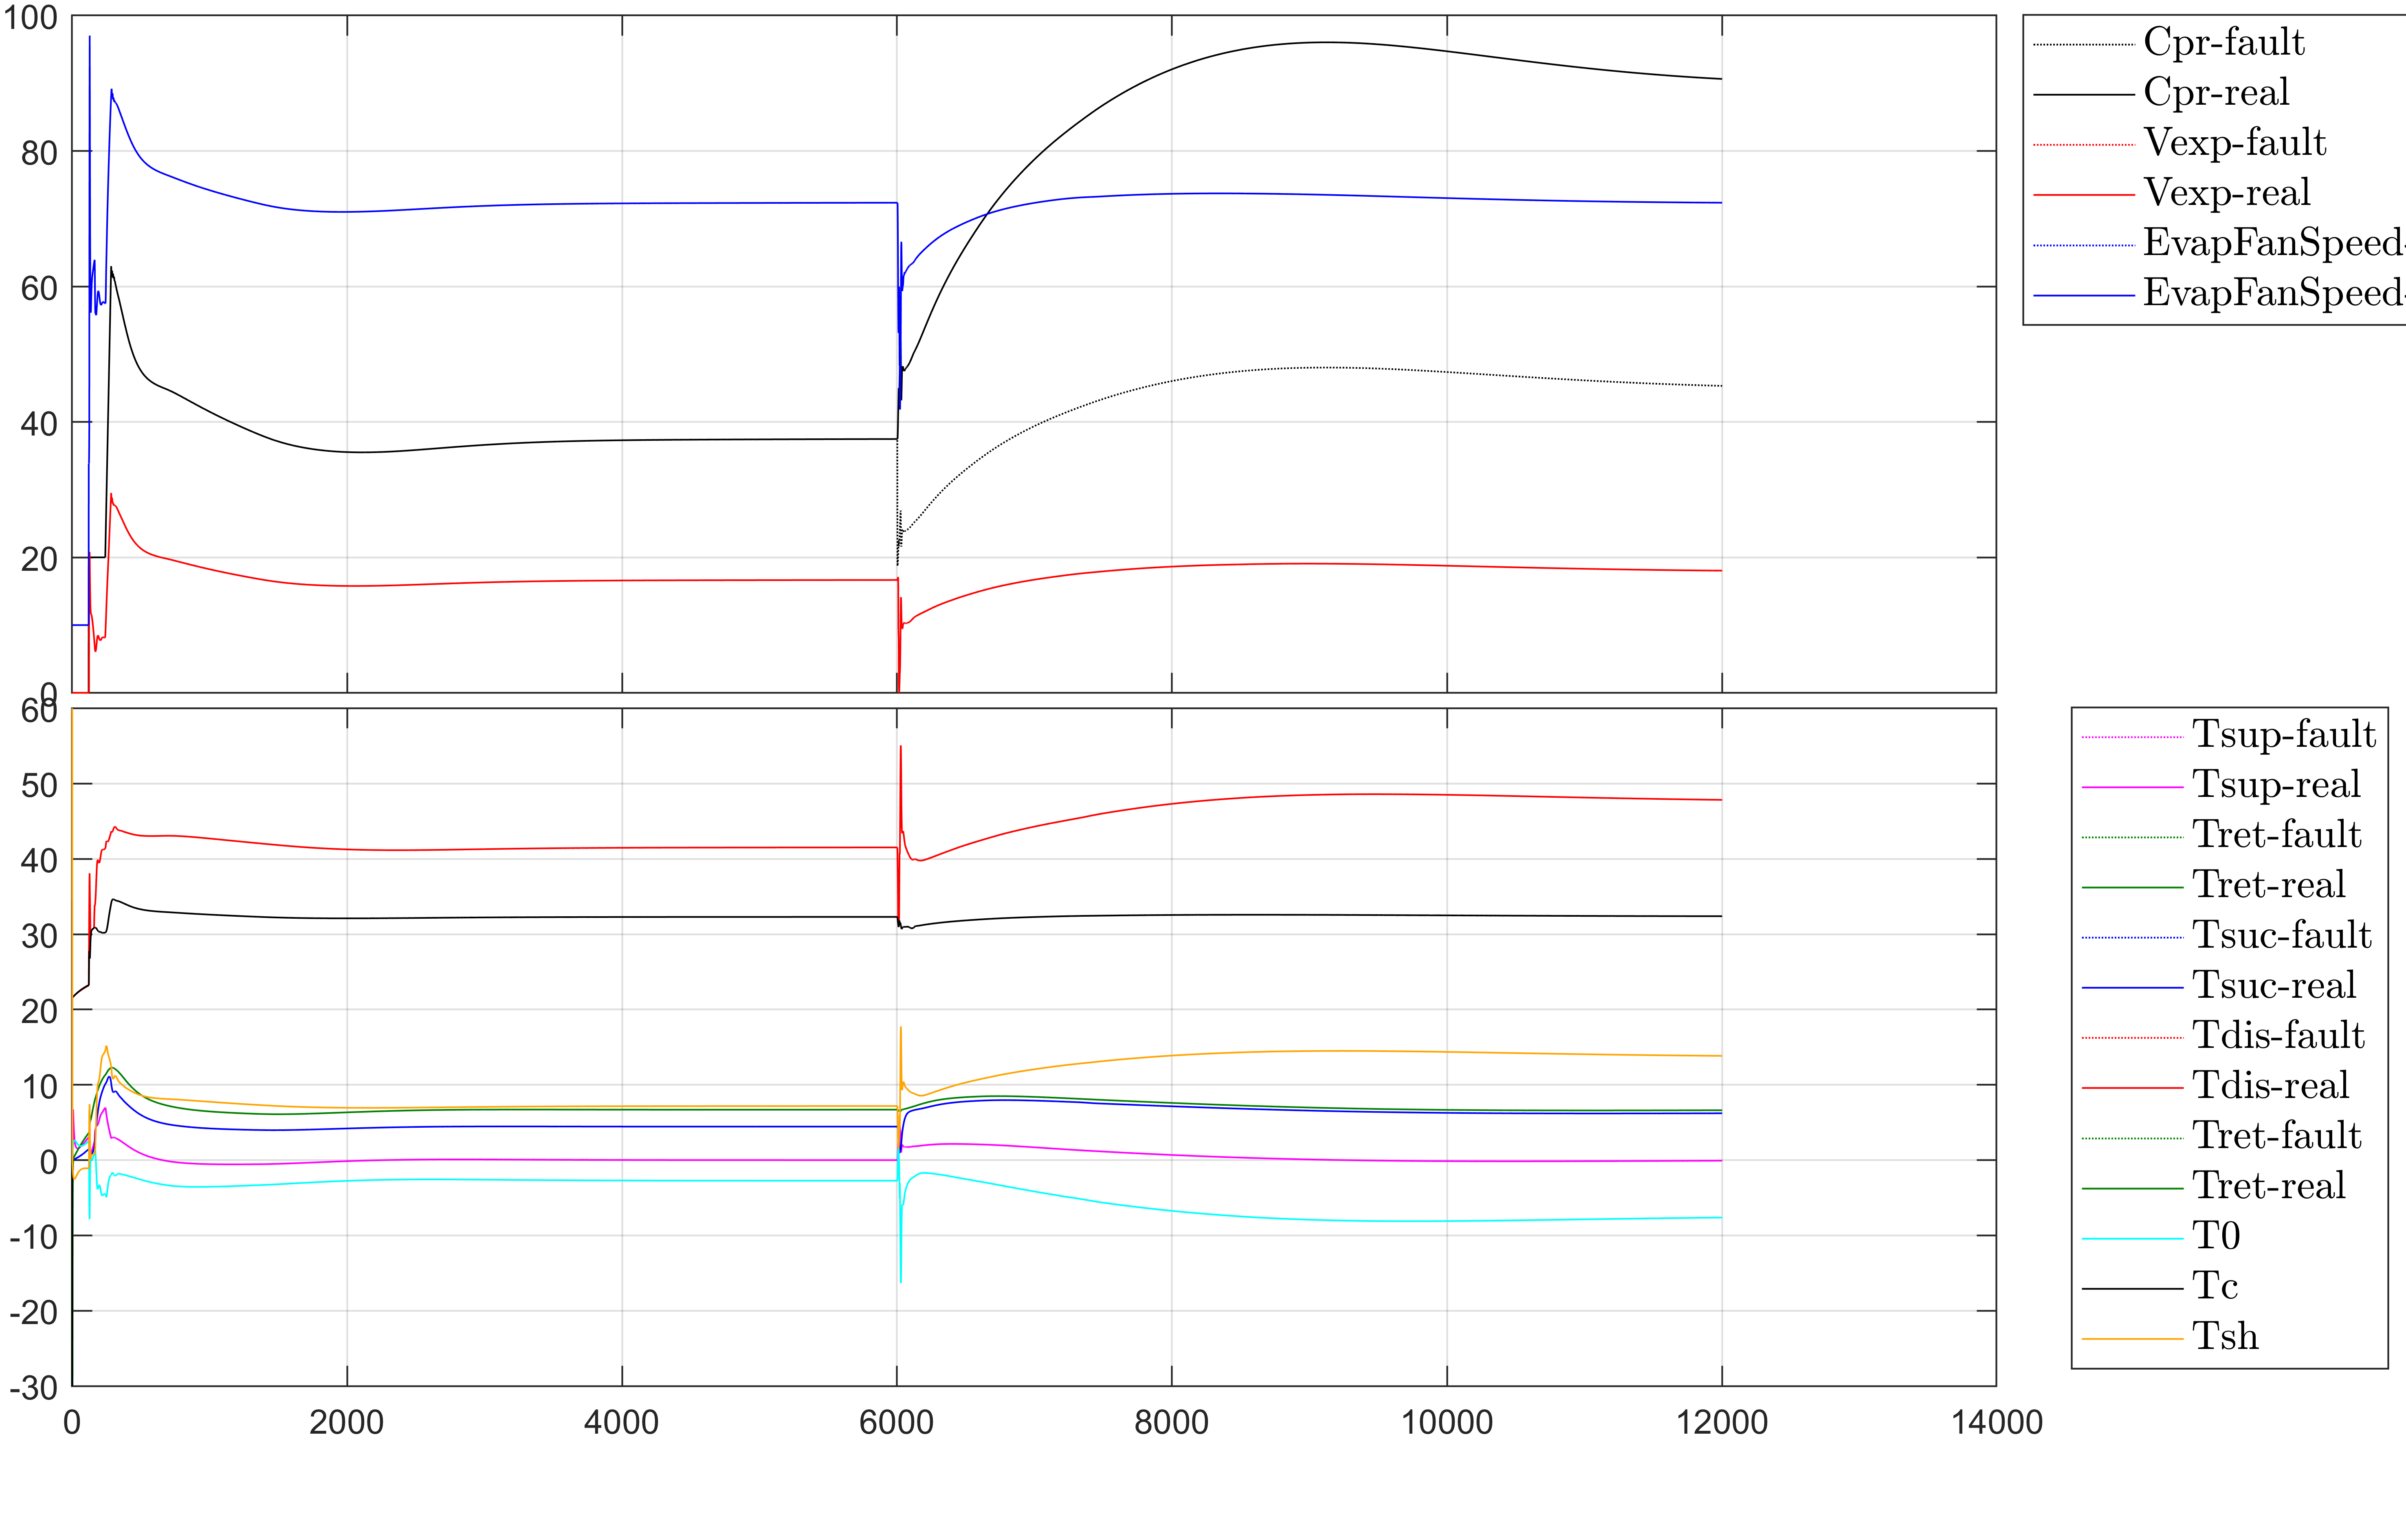 100
80
60
40
20
0
Cpr-fault
Cpr-real
Vexp-fault
Vexp-real
EvapFanSpeed-
EvapFanSpeed-
60
50
40
30
20
10
0
-10
-20
-30
0 2000 4000 6000 8000 10000 12000 14000
Tsup-fault
Tsup-real
Tret-fault
Tret-real
Tsuc-fault
Tsuc-real
Tdis-fault
Tdis-real
Tret-fault
Tret-real
T0
Tc
Tsh